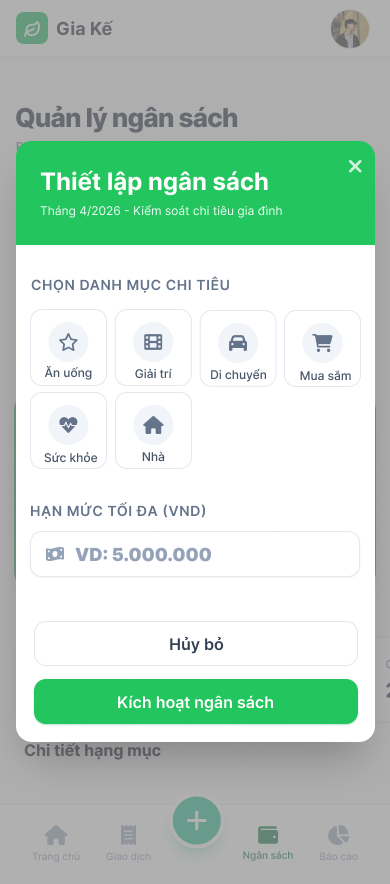 Gia Kế
Quản lý ngân sách
Thiết lập ngân sách
Tháng 4/2026 - Kiểm soát chi tiêu gia đình
CHỌN DANH MỤC CHI TIÊU
Ăn uống
Giải trí
Di chuyển
Mua sắm
Sức khỏe
Nhà
HẠN MỨC TỐI ĐA (VND)
VD: 5.000.000
Hủy bỏ
Kích hoạt ngân sách
Chi tiết hạng mục
Trang chủ
Giao dịch
Ngân sách
Báo cáo